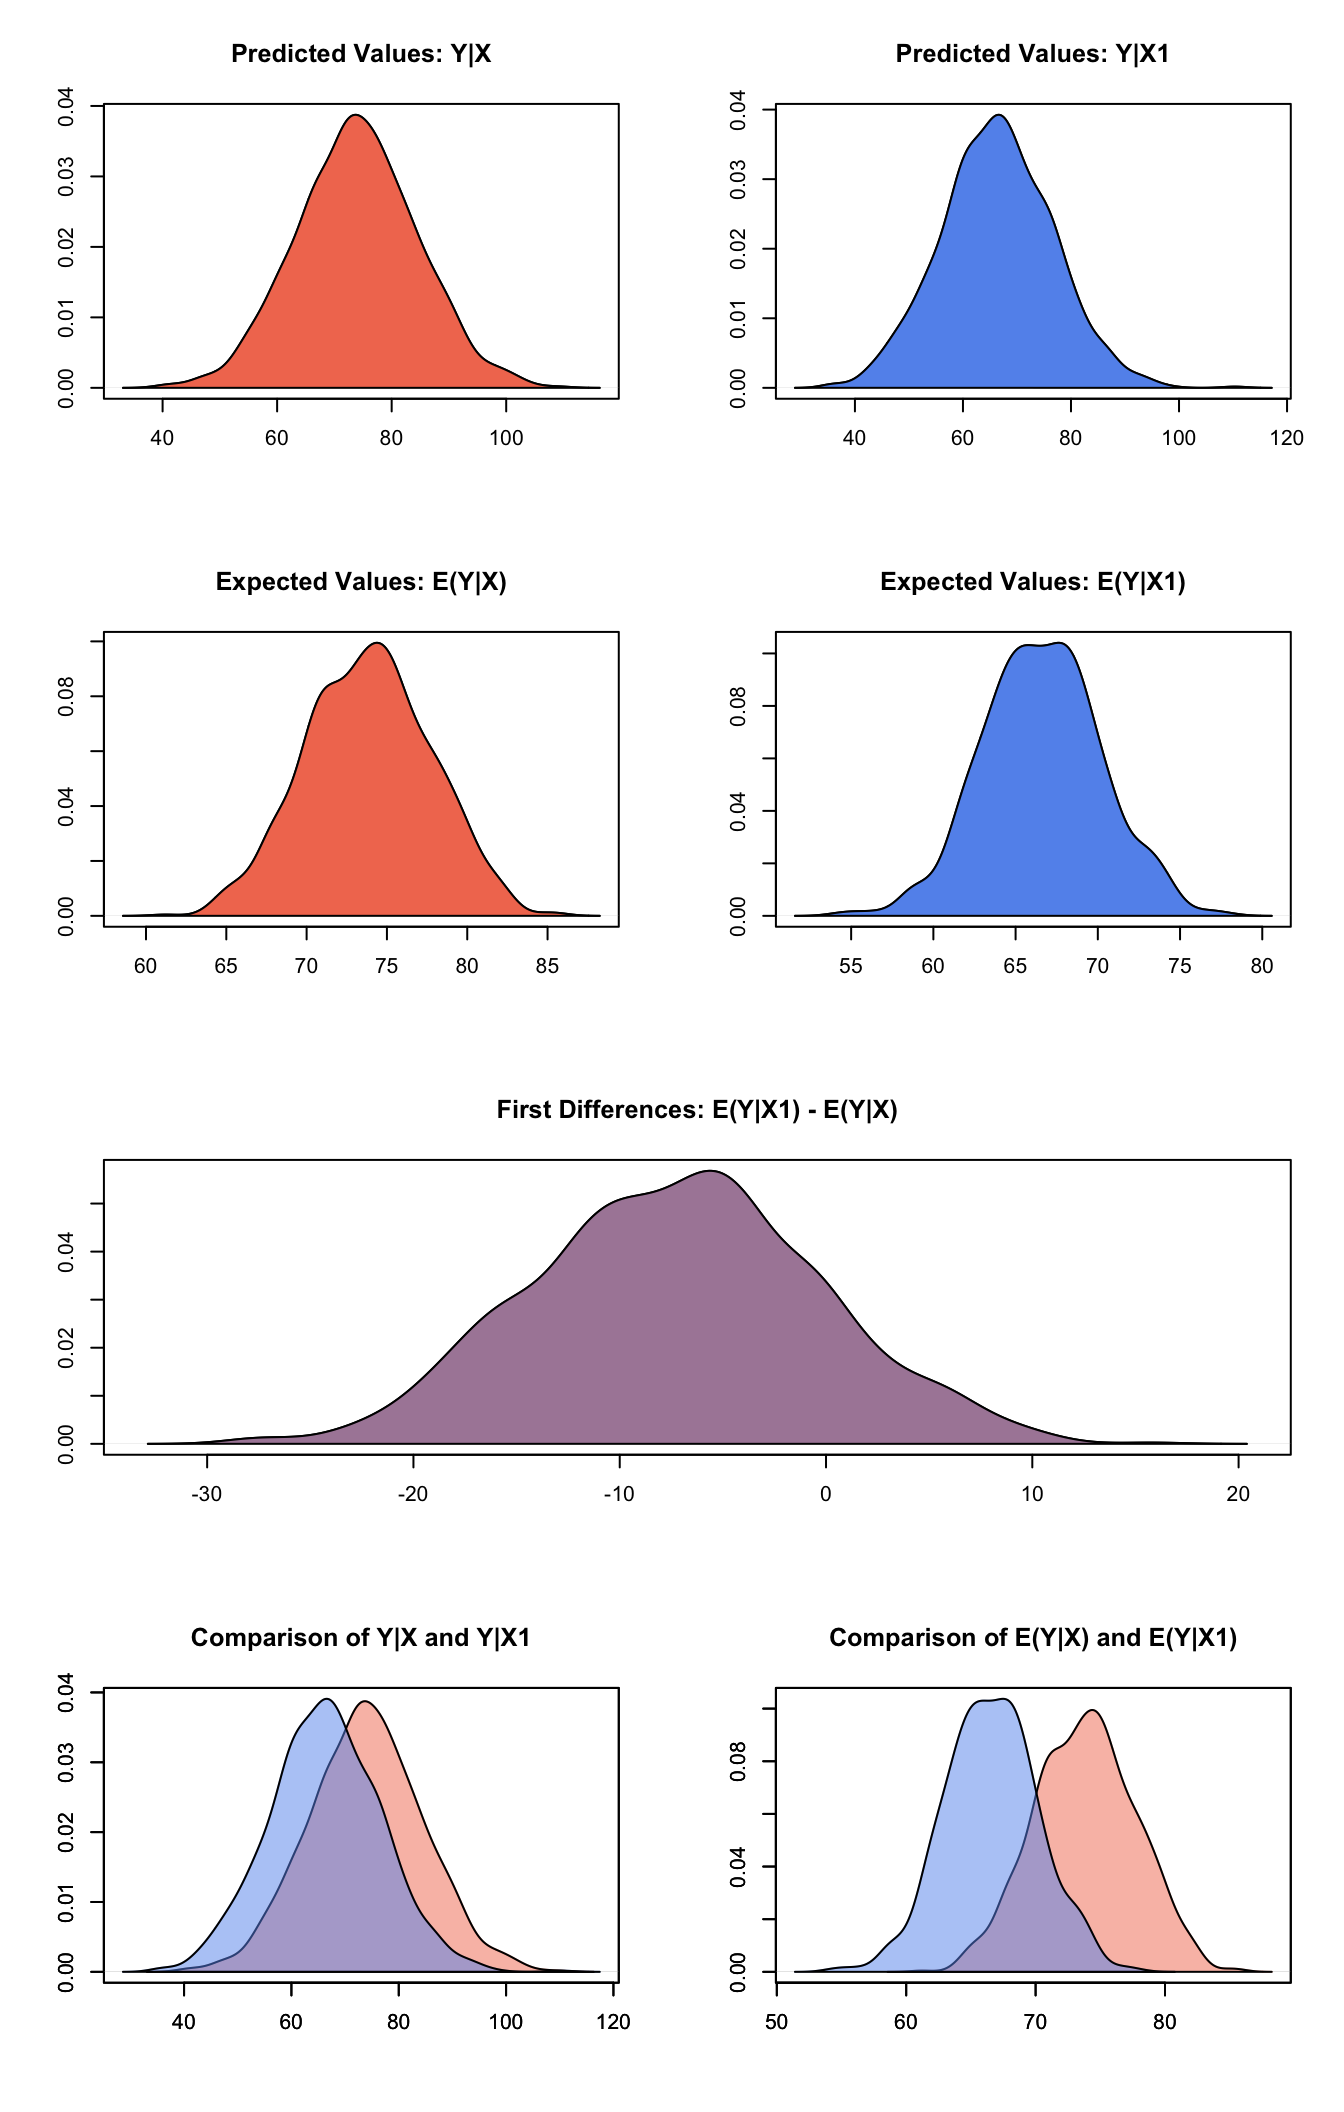 Predicted Values: Y|X
0.00 0.01 0.02 0.03 0.04
40 60 80 100
Predicted Values: Y|X1
0.00 0.01 0.02 0.03 0.04
40 60 80 100 120
Expected Values: E(Y|X)
0.00 0.04 0.08
60 65 70 75 80 85
Expected Values: E(Y|X1)
0.00 0.04 0.08
55 60 65 70 75 80
First Differences: E(Y|X1) - E(Y|X)
0.00 0.02 0.04
-30 -20 -10 0 10 20
Comparison of Y|X and Y|X1
0.00 0.01 0.02 0.03 0.04
40 60 80 100 120
Comparison of E(Y|X) and E(Y|X1)
0.00 0.04 0.08
50 60 70 80